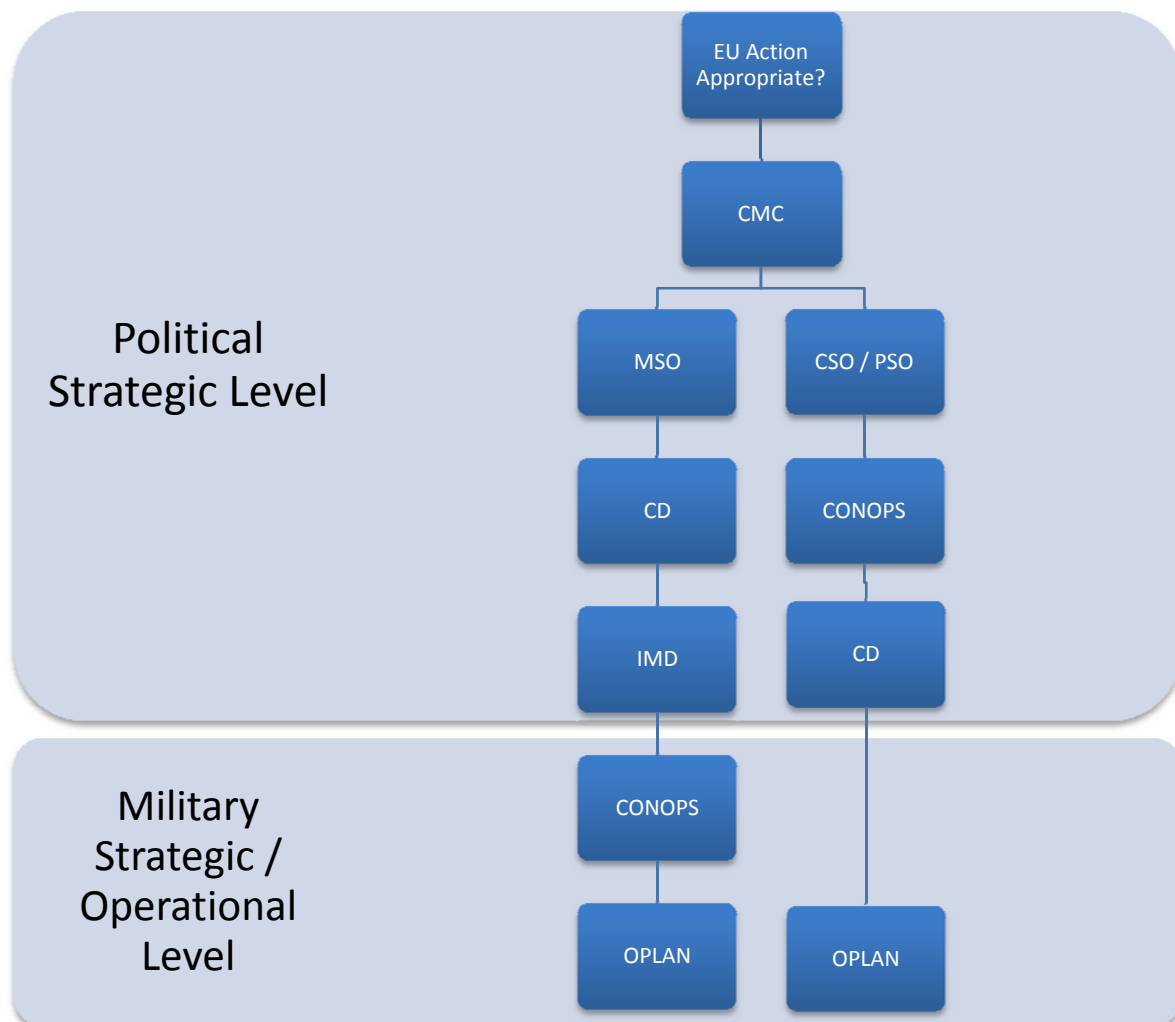 EU Action
Appropriate?
CMC
Political
Strategic Level
MSO
CSO / PSO
CD
CONOPS
IMD
CD
Military
Strategic /
Operational
Level
CONOPS
OPLAN
OPLAN